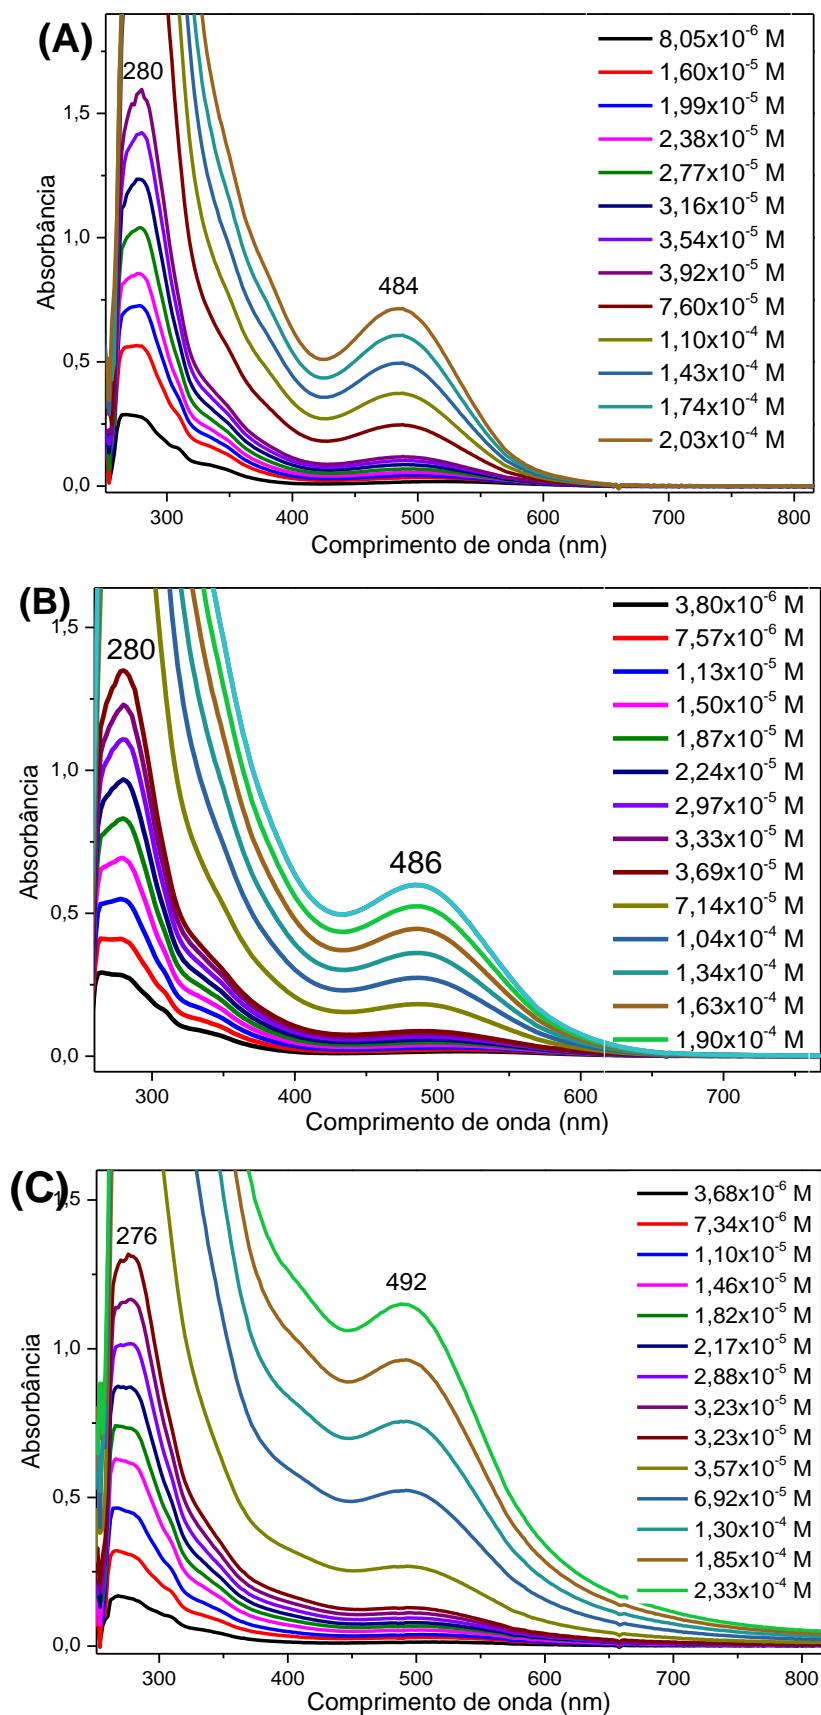 (A)
280
484
8,05x10⁻⁶ M
1,60x10⁻⁵ M
1,99x10⁻⁵ M
2,38x10⁻⁵ M
2,77x10⁻⁵ M
3,16x10⁻⁵ M
3,54x10⁻⁵ M
3,92x10⁻⁵ M
7,60x10⁻⁵ M
1,10x10⁻⁴ M
1,43x10⁻⁴ M
1,74x10⁻⁴ M
2,03x10⁻⁴ M
1,5
1,0
0,5
0,0
Absorbância
300 400 500 600 700 800
Comprimento de onda (nm)
(B)
280
486
3,80x10⁻⁶ M
7,57x10⁻⁶ M
1,13x10⁻⁵ M
1,50x10⁻⁵ M
1,87x10⁻⁵ M
2,24x10⁻⁵ M
2,97x10⁻⁵ M
3,33x10⁻⁵ M
3,69x10⁻⁵ M
7,14x10⁻⁵ M
1,04x10⁻⁴ M
1,34x10⁻⁴ M
1,63x10⁻⁴ M
1,90x10⁻⁴ M
1,5
1,0
0,5
0,0
Absorbância
300 400 500 600 700
Comprimento de onda (nm)
(C)
276
492
3,68x10⁻⁶ M
7,34x10⁻⁶ M
1,10x10⁻⁵ M
1,46x10⁻⁵ M
1,82x10⁻⁵ M
2,17x10⁻⁵ M
2,88x10⁻⁵ M
3,23x10⁻⁵ M
3,23x10⁻⁵ M
3,57x10⁻⁵ M
6,92x10⁻⁵ M
1,30x10⁻⁴ M
1,85x10⁻⁴ M
2,33x10⁻⁴ M
1,5
1,0
0,5
0,0
Absorbância
300 400 500 600 700 800
Comprimento de onda (nm)